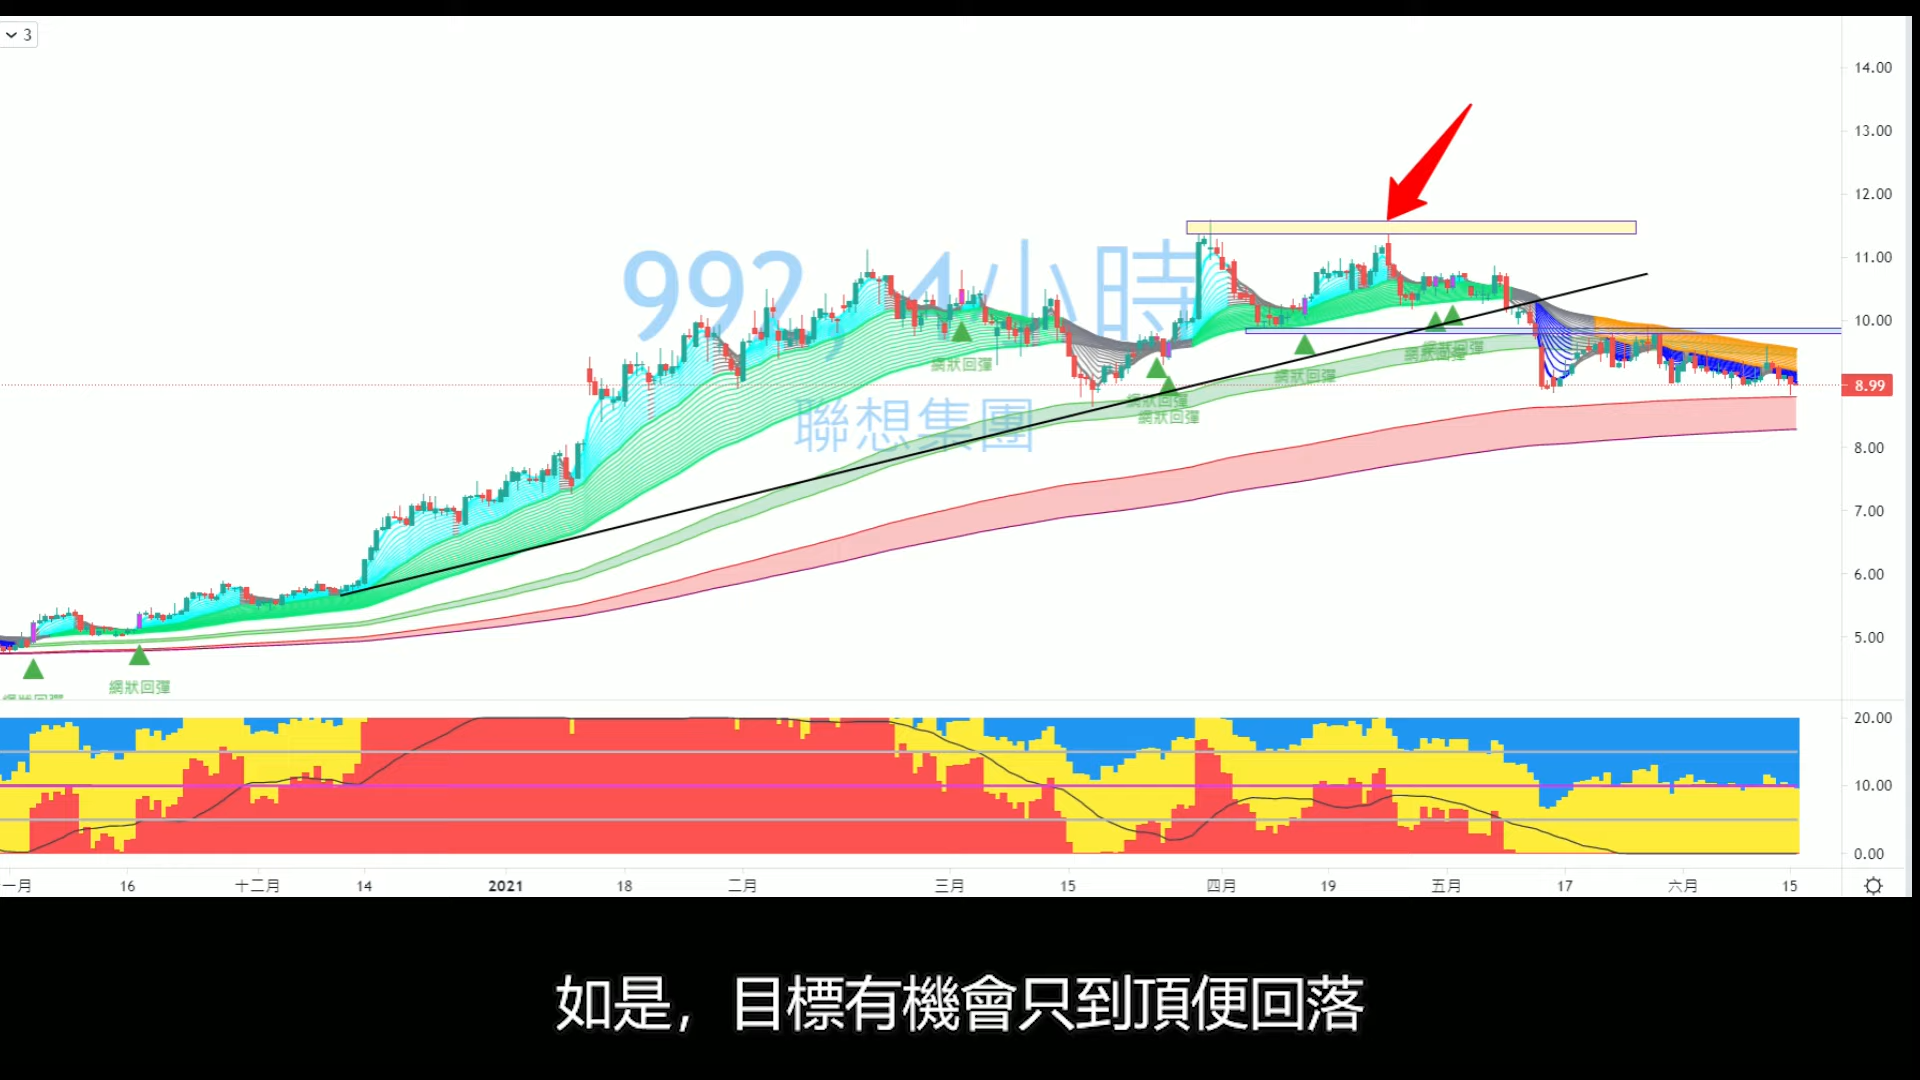 3
14.00
13.00
12.00
11.00
10.00
8.99
8.00
7.00
6.00
5.00
992, 4小時
聯想集團
網狀回彈
網狀回彈
網狀回彈
網狀回彈
網狀回彈
網狀回彈
網狀回彈
20.00
10.00
0.00
一月 16 十二月 14 2021 18 二月 三月 15 四月 19 五月 17 六月 15
如是，目標有機會只到頂便回落